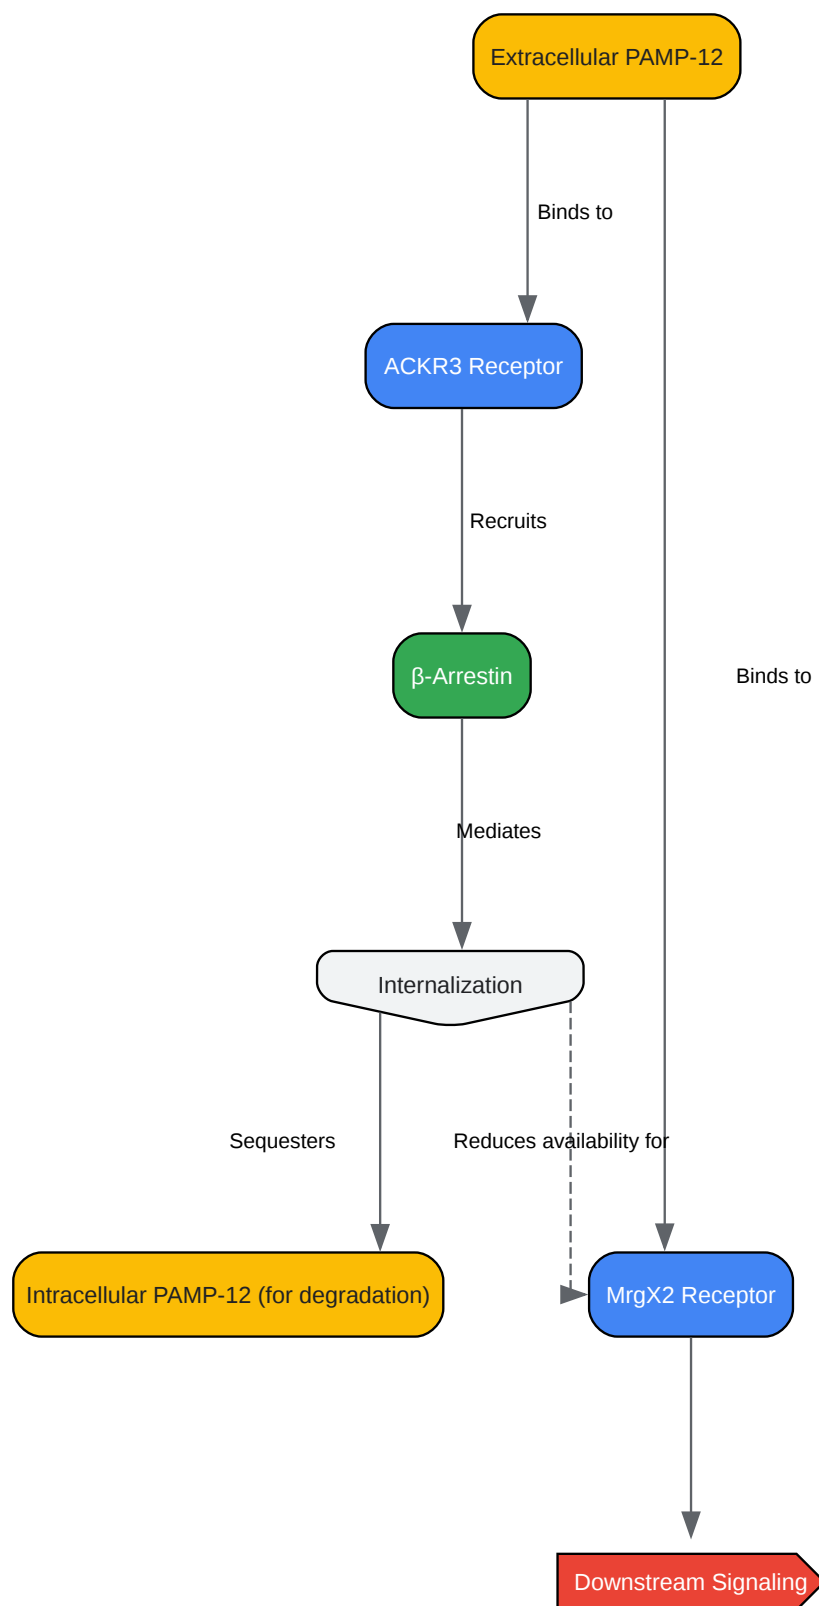 Extracellular PAMP-12
Binds to
ACKR3 Receptor
Recruits
β-Arrestin
Binds to
Mediates
Internalization
Sequesters
Reduces availability for
Intracellular PAMP-12 (for degradation)
MrgX2 Receptor
Downstream Signaling